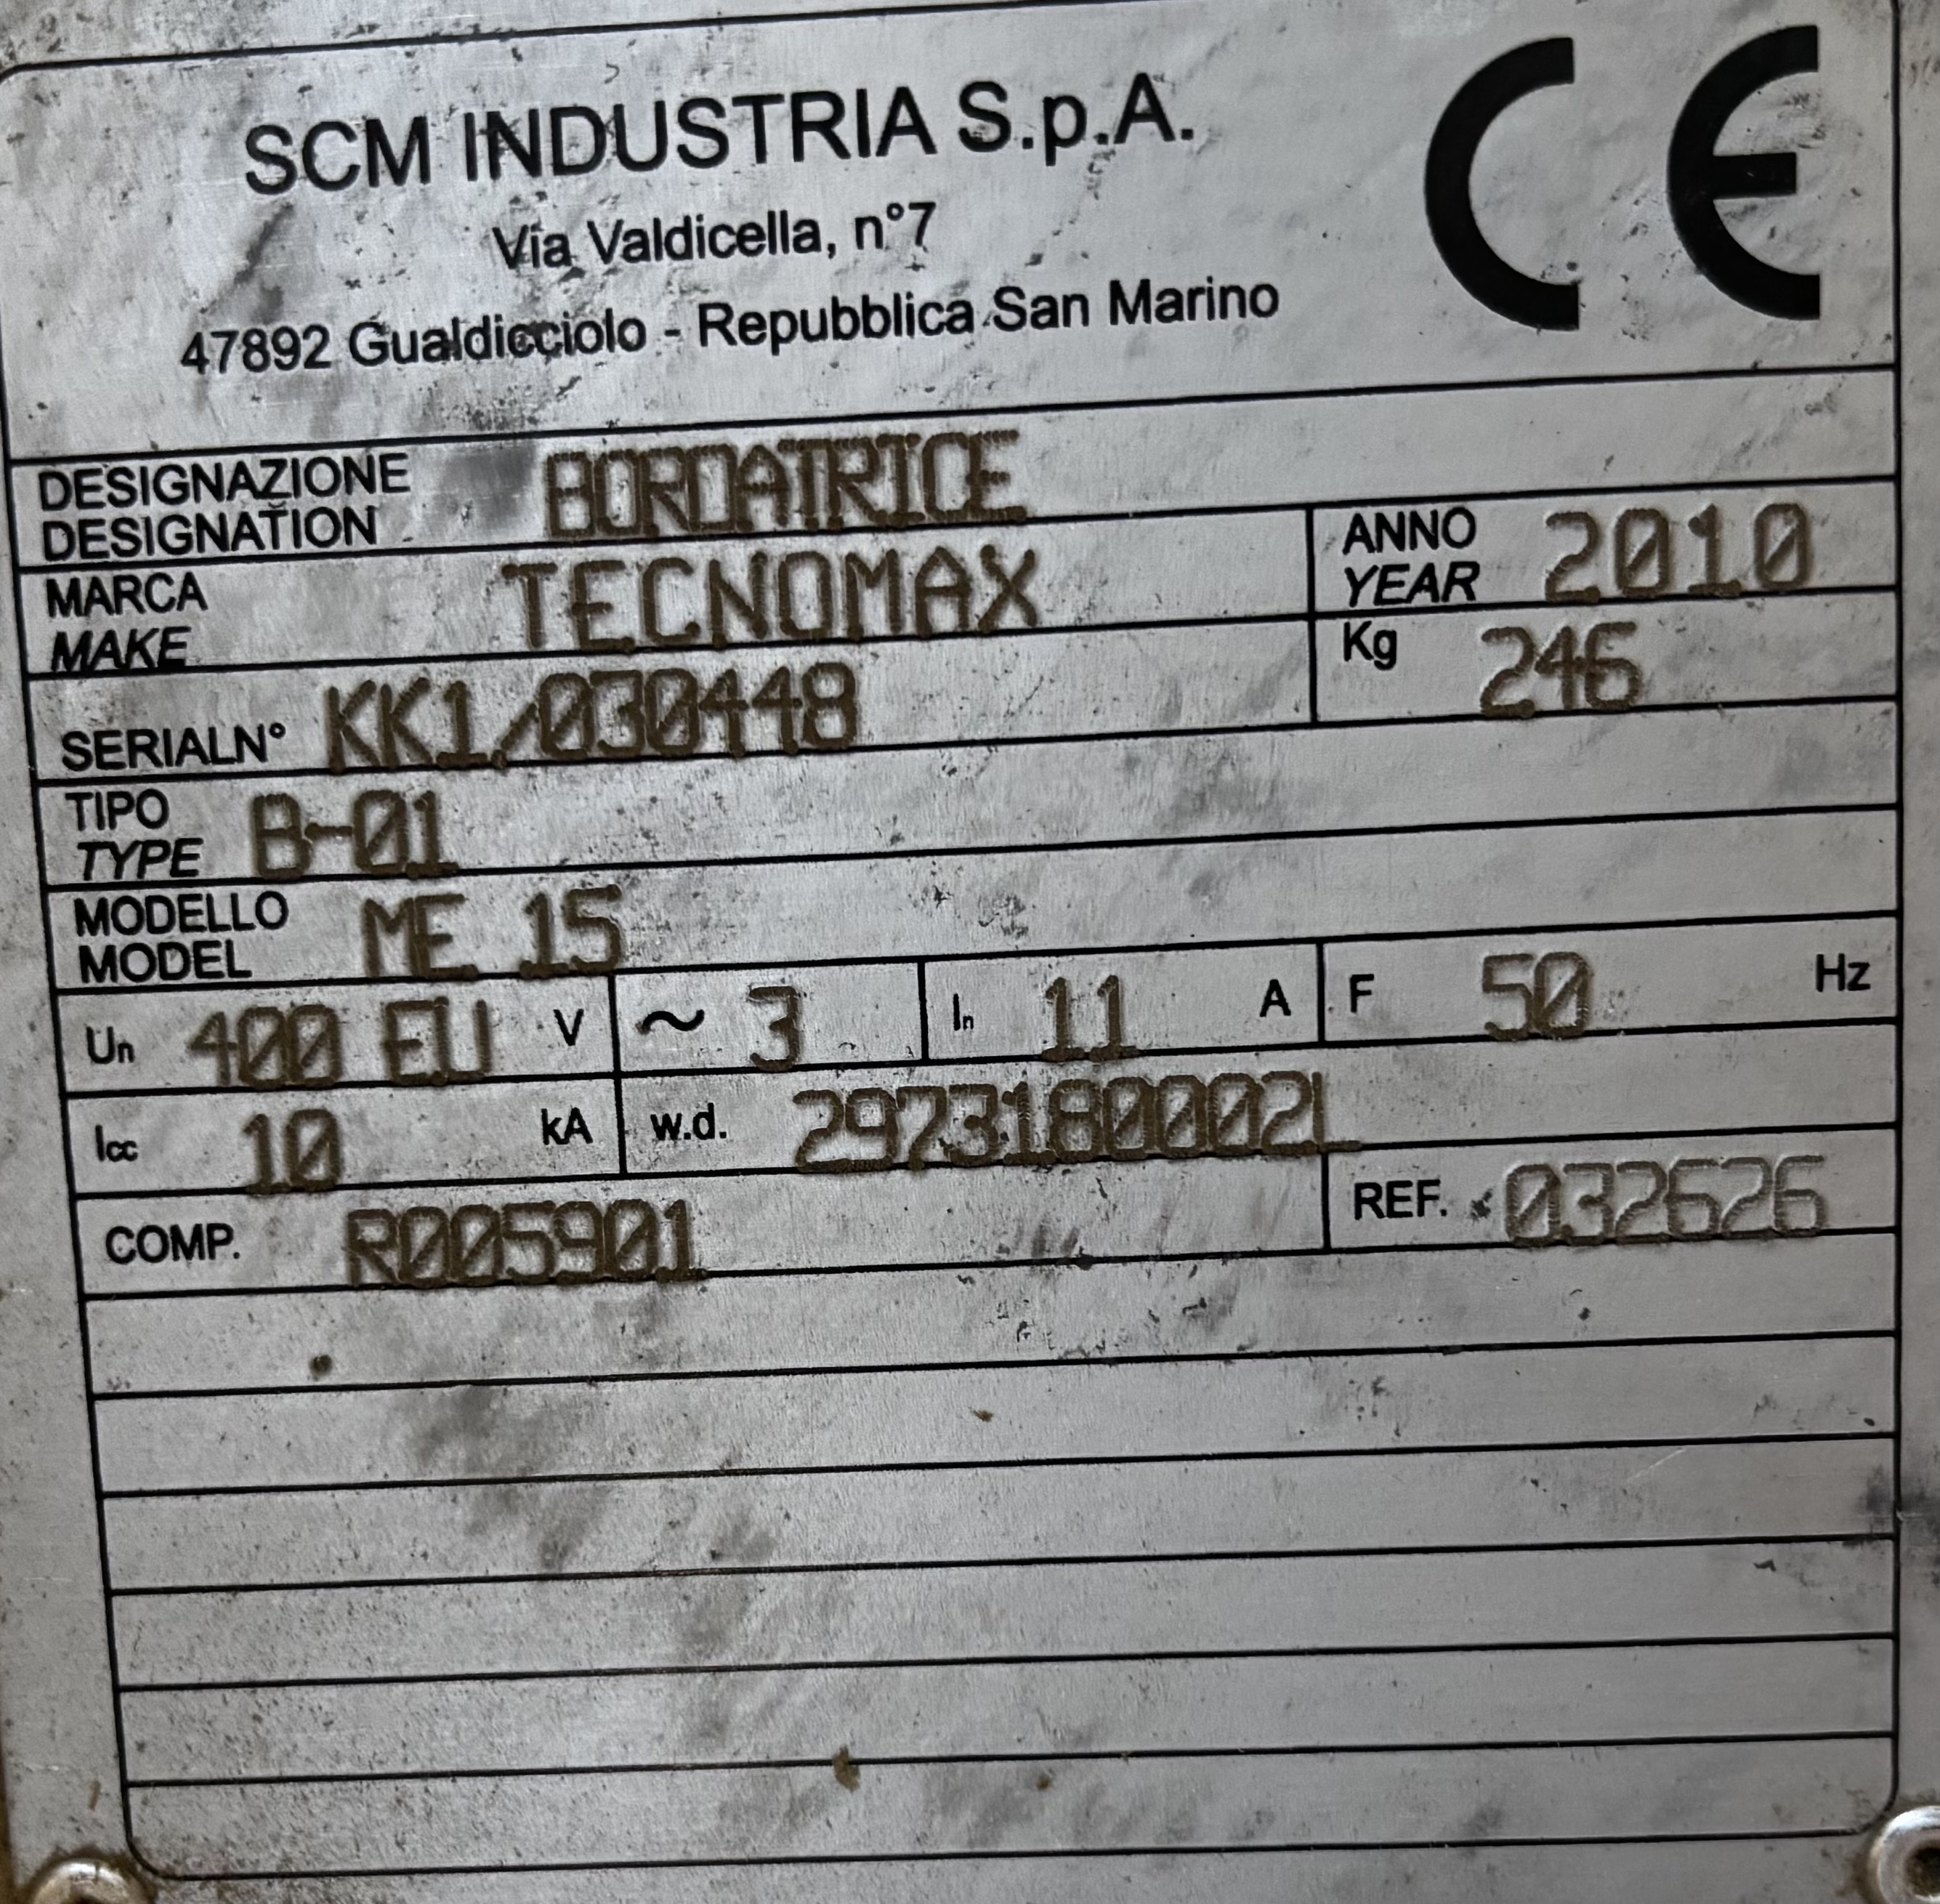 SCM INDUSTRIA S.p.A.
Via Valdicella, n°7
47892 Gualdicciolo - Repubblica San Marino
CE
DESIGNAZIONE
DESIGNATION
BORDATRICE
MARCA
MAKE
TECNOMAX
ANNO
YEAR
2010
SERIALN° KK1/030448
Kg 246
TIPO
TYPE
B-01
MODELLO
MODEL
ME 15
Un 400 EU V ~ 3 In 11 A F 50 Hz
Icc 10 kA w.d. 2973180002L
COMP. R005901 REF. 032626